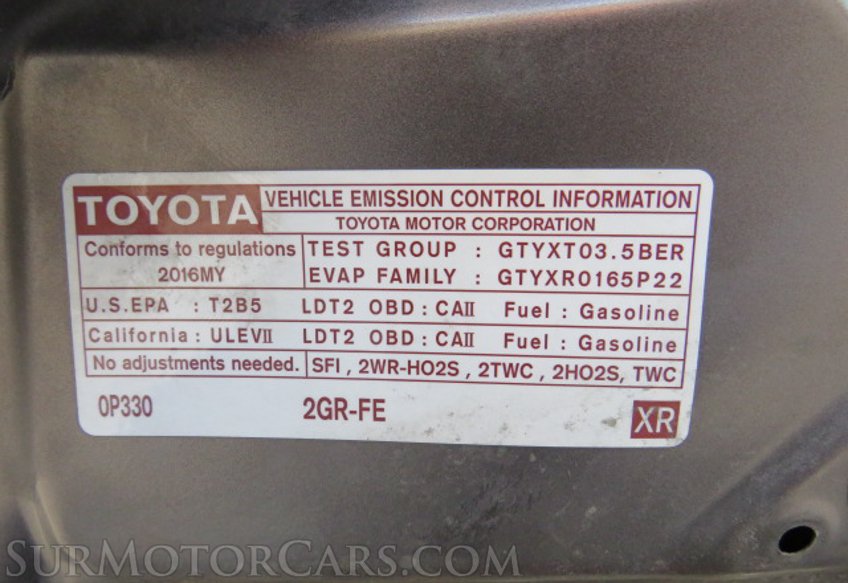 TOYOTA VEHICLE EMISSION CONTROL INFORMATION
TOYOTA MOTOR CORPORATION
Conforms to regulations
2016MY
TEST GROUP : GTYXT03.5BER
EVAP FAMILY : GTYXR0165P22
U.S.EPA : T2B5 LDT2 OBD : CAII Fuel : Gasoline
California : ULEVII LDT2 OBD : CAII Fuel : Gasoline
No adjustments needed. SFI , 2WR-HO2S , 2TWC , 2HO2S, TWC
0P330 2GR-FE XR
SurMotorCars.com